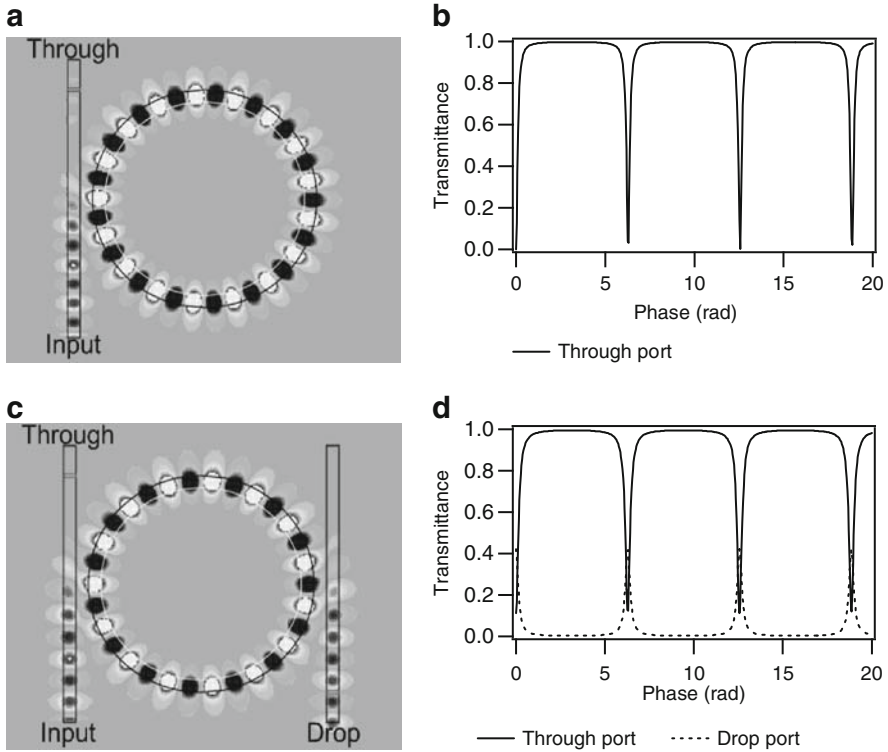 a
Through
Input
b
1.0
0.8
0.6
0.4
0.2
0.0
Transmittance
0 5 10 15 20
Phase (rad)
Through port
c
Through
Input Drop
d
1.0
0.8
0.6
0.4
0.2
0.0
Transmittance
0 5 10 15 20
Phase (rad)
Through port Drop port